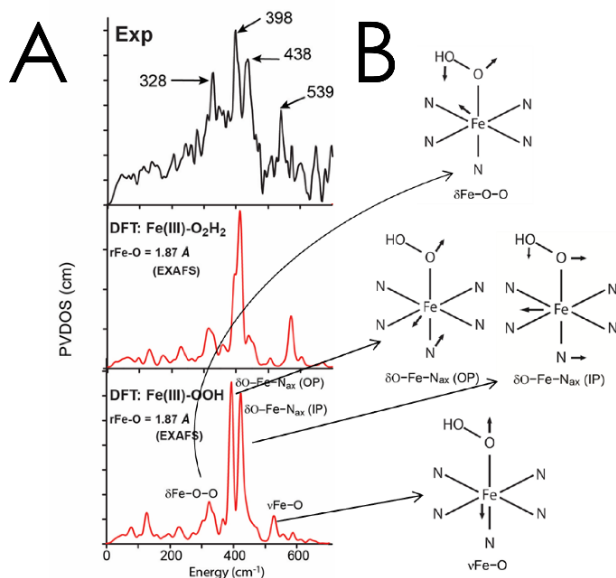 A
B
Exp
398
438
328
539
HO
O
N
N
Fe
N
N
N
δFe–O–O
PVDOS (cm)
DFT: Fe(III)-O₂H₂
rFe-O = 1.87 Å
(EXAFS)
HO
O
N
N
Fe
N
N
N
δO–Fe–Nax (OP)
HO
O
N
N
Fe
N
N
N
δO–Fe–Nax (IP)
DFT: Fe(III)-OOH
rFe-O = 1.87 Å
(EXAFS)
δO–Fe–Nax (OP)
δO–Fe–Nax (IP)
δFe–O–O
νFe–O
HO
O
N
N
Fe
N
N
N
νFe–O
0 200 400 600
Energy (cm⁻¹)